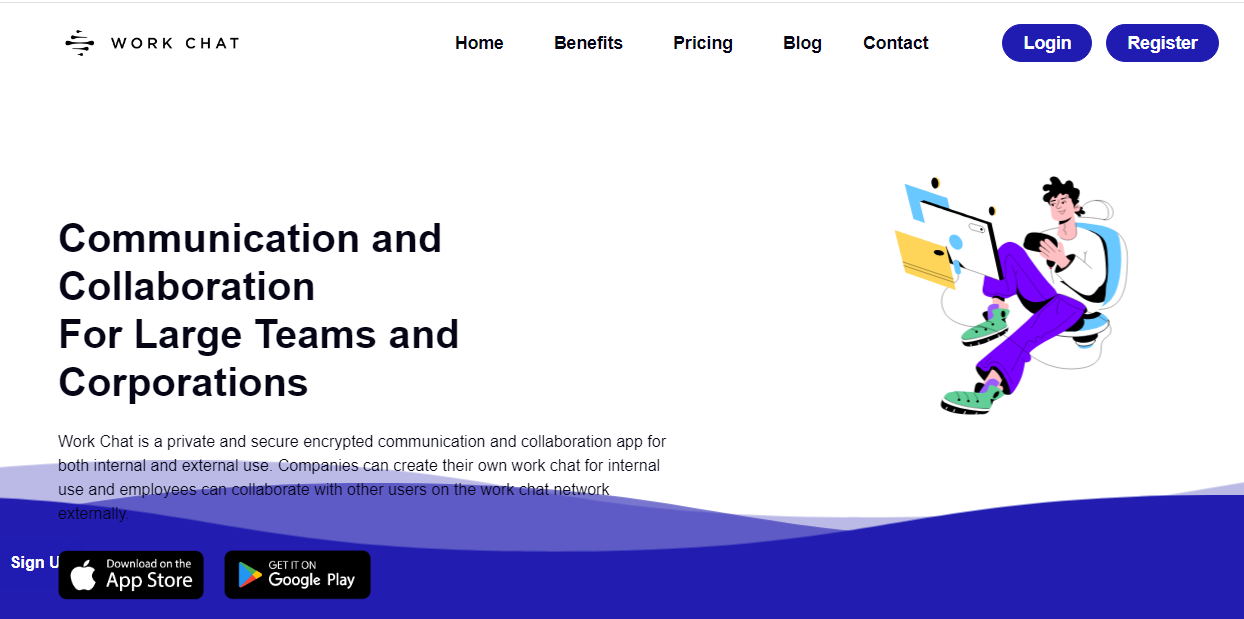 WORK CHAT
Home Benefits Pricing Blog Contact Login Register
Communication and
Collaboration
For Large Teams and
Corporations
Work Chat is a private and secure encrypted communication and collaboration app for
both internal and external use. Companies can create their own work chat for internal
use and employees can collaborate with other users on the work chat network
externally.
Sign U
Download on the
App Store
GET IT ON
Google Play